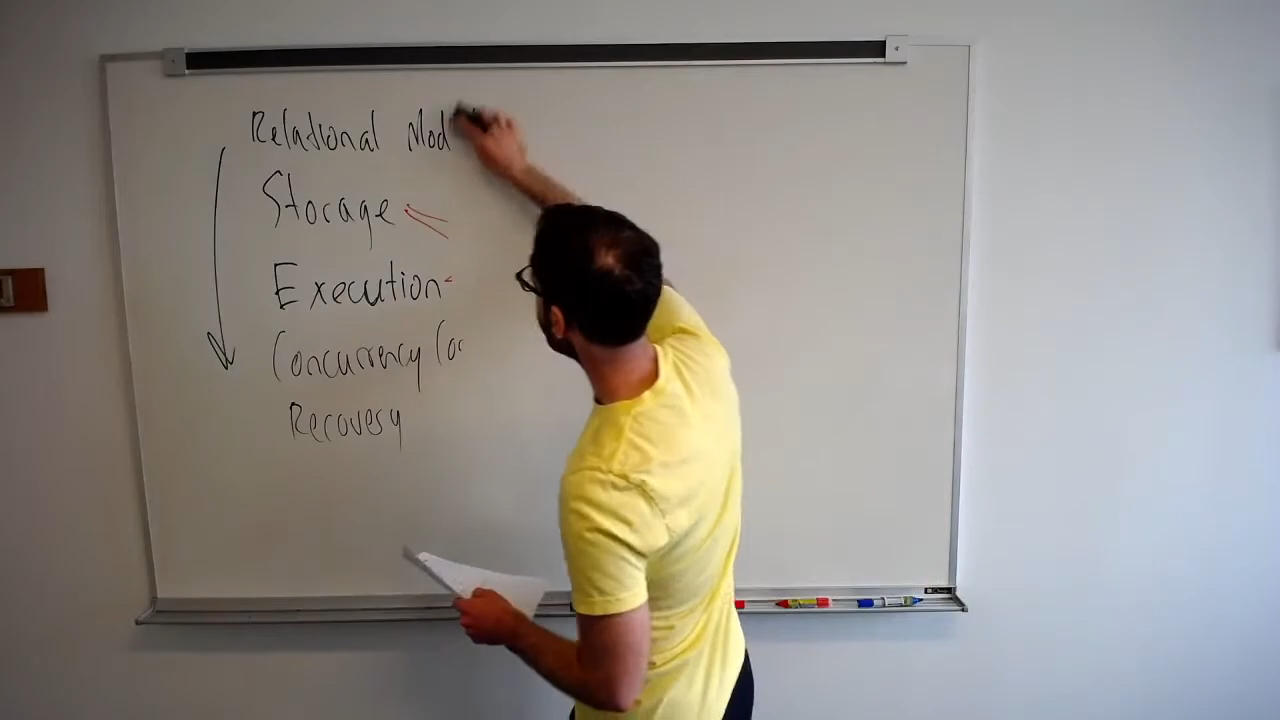 Relational Mod
Storage
Execution
Concurrency Co
Recovery